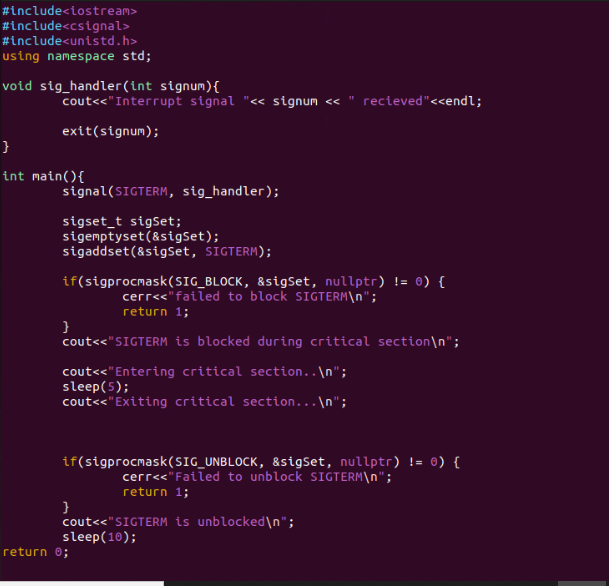 #include<iostream>
#include<csignal>
#include<unistd.h>
using namespace std;
void sig_handler(int signum){
cout<<"Interrupt signal "<< signum << " recieved"<<endl;
exit(signum);
}
int main(){
signal(SIGTERM, sig_handler);
sigset_t sigSet;
sigemptyset(&sigSet);
sigaddset(&sigSet, SIGTERM);
if(sigprocmask(SIG_BLOCK, &sigSet, nullptr) != 0) {
cerr<<"failed to block SIGTERM\n";
return 1;
}
cout<<"SIGTERM is blocked during critical section\n";
cout<<"Entering critical section..\n";
sleep(5);
cout<<"Exiting critical section...\n";
if(sigprocmask(SIG_UNBLOCK, &sigSet, nullptr) != 0) {
cerr<<"Failed to unblock SIGTERM\n";
return 1;
}
cout<<"SIGTERM is unblocked\n";
sleep(10);
return 0;